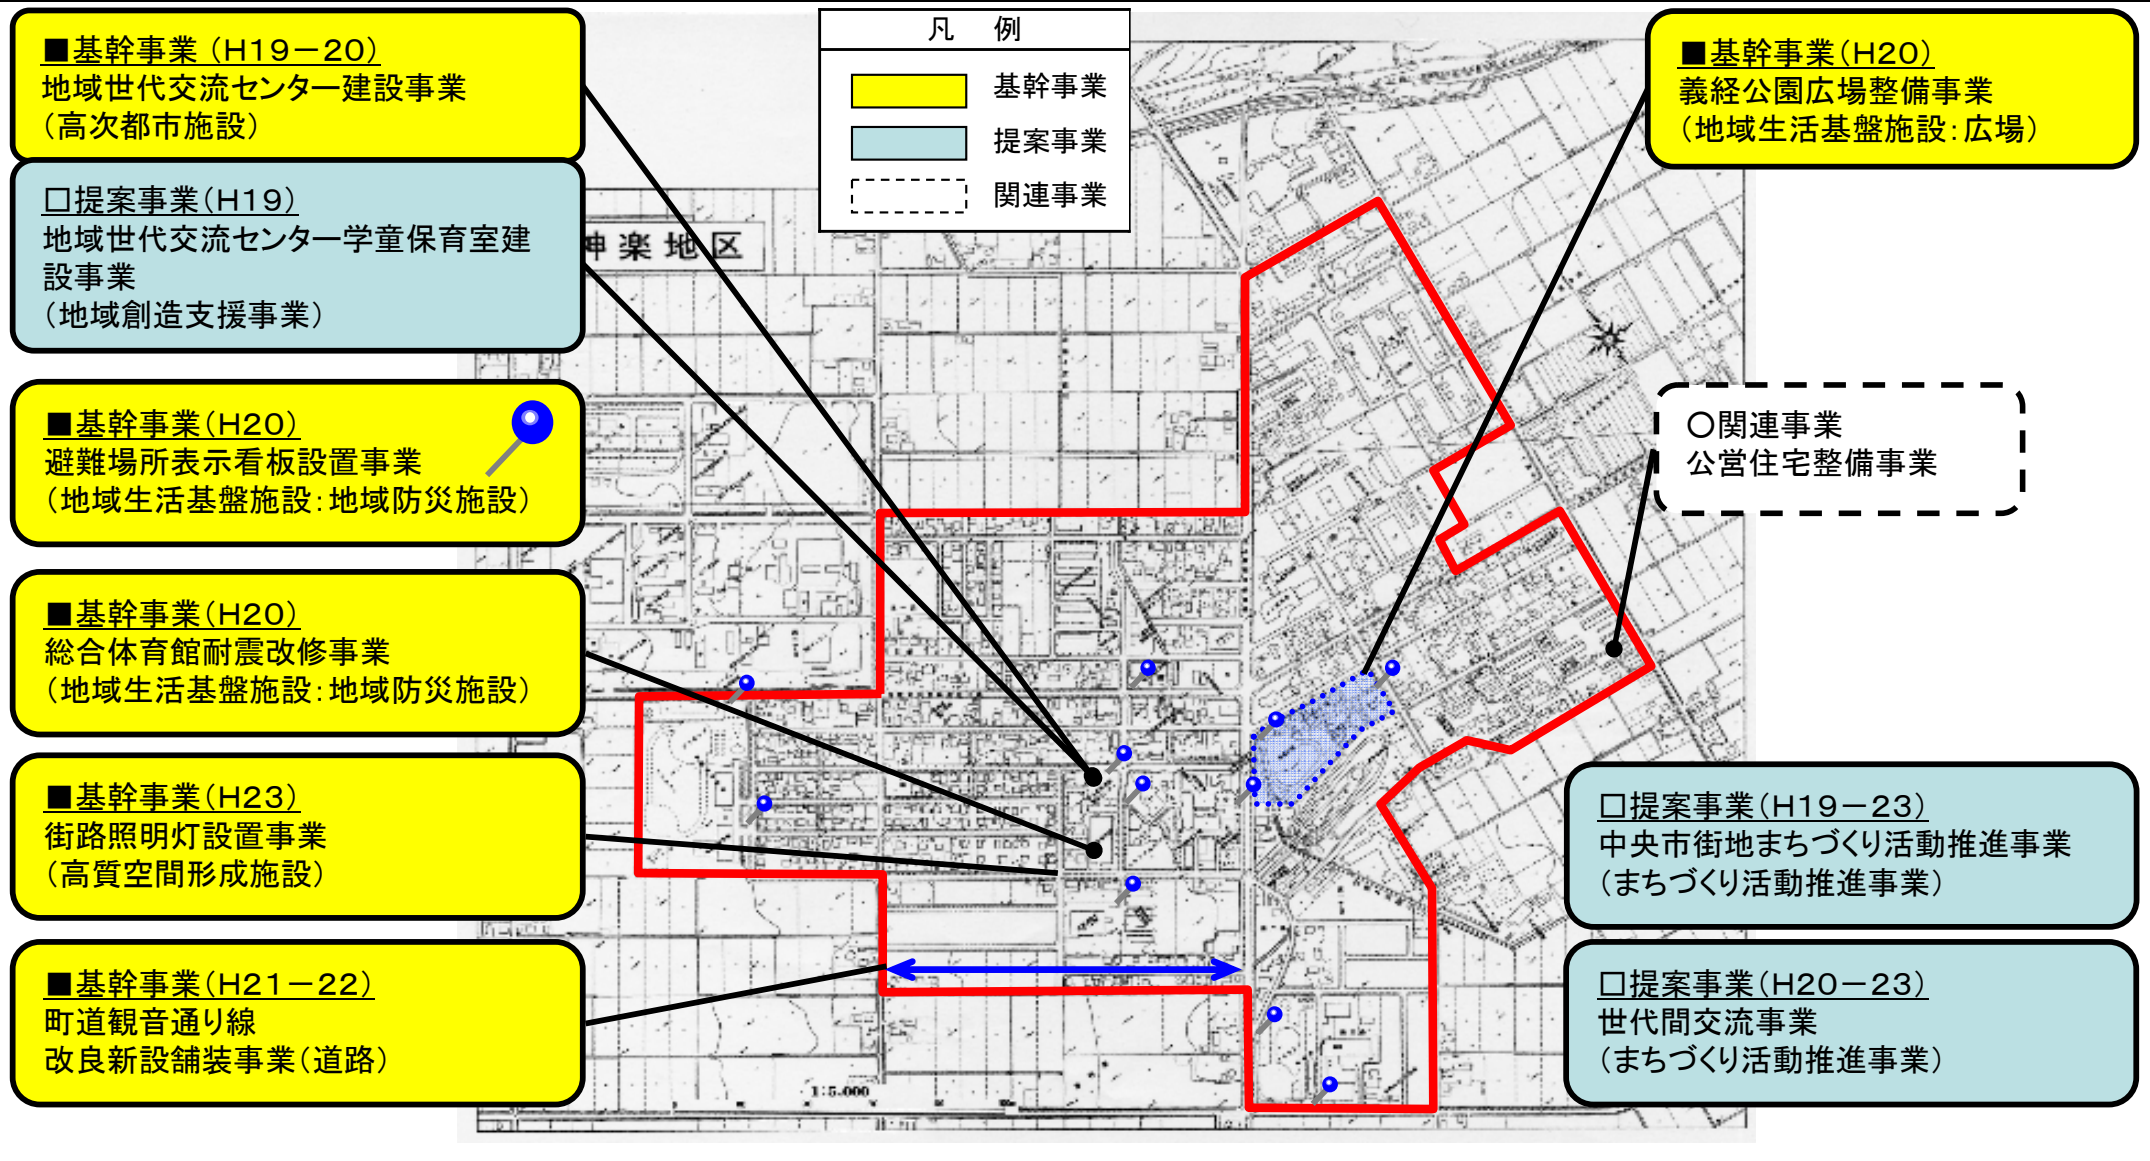 ■基幹事業（H19－20）
地域世代交流センター建設事業
（高次都市施設）
□提案事業（H19）
地域世代交流センター学童保育室建
設事業
（地域創造支援事業）
■基幹事業（H20）
避難場所表示看板設置事業
（地域生活基盤施設：地域防災施設）
■基幹事業（H20）
総合体育館耐震改修事業
（地域生活基盤施設：地域防災施設）
■基幹事業（H23）
街路照明灯設置事業
（高質空間形成施設）
■基幹事業（H21－22）
町道観音通り線
改良新設舗装事業（道路）
凡　例
基幹事業
提案事業
関連事業
神楽地区
1:5.000
■基幹事業（H20）
義経公園広場整備事業
（地域生活基盤施設：広場）
○関連事業
公営住宅整備事業
□提案事業（H19－23）
中央市街地まちづくり活動推進事業
（まちづくり活動推進事業）
□提案事業（H20－23）
世代間交流事業
（まちづくり活動推進事業）